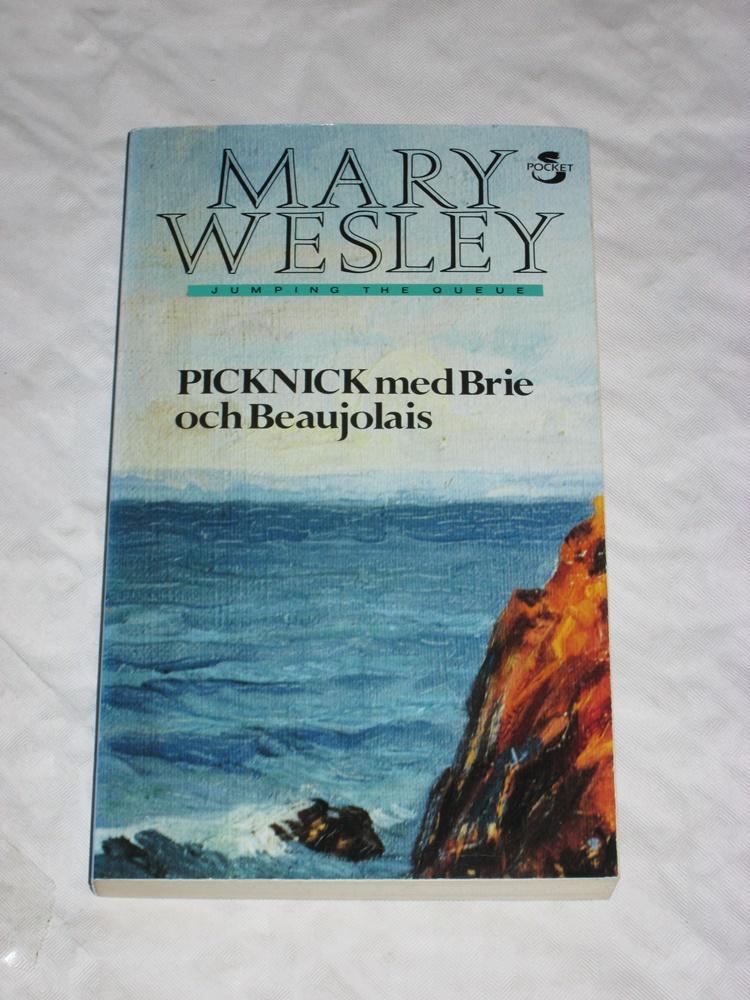 MARY
POCKET
WESLEY
JUMPING THE QUEUE
PICKNICK med Brie
och Beaujolais